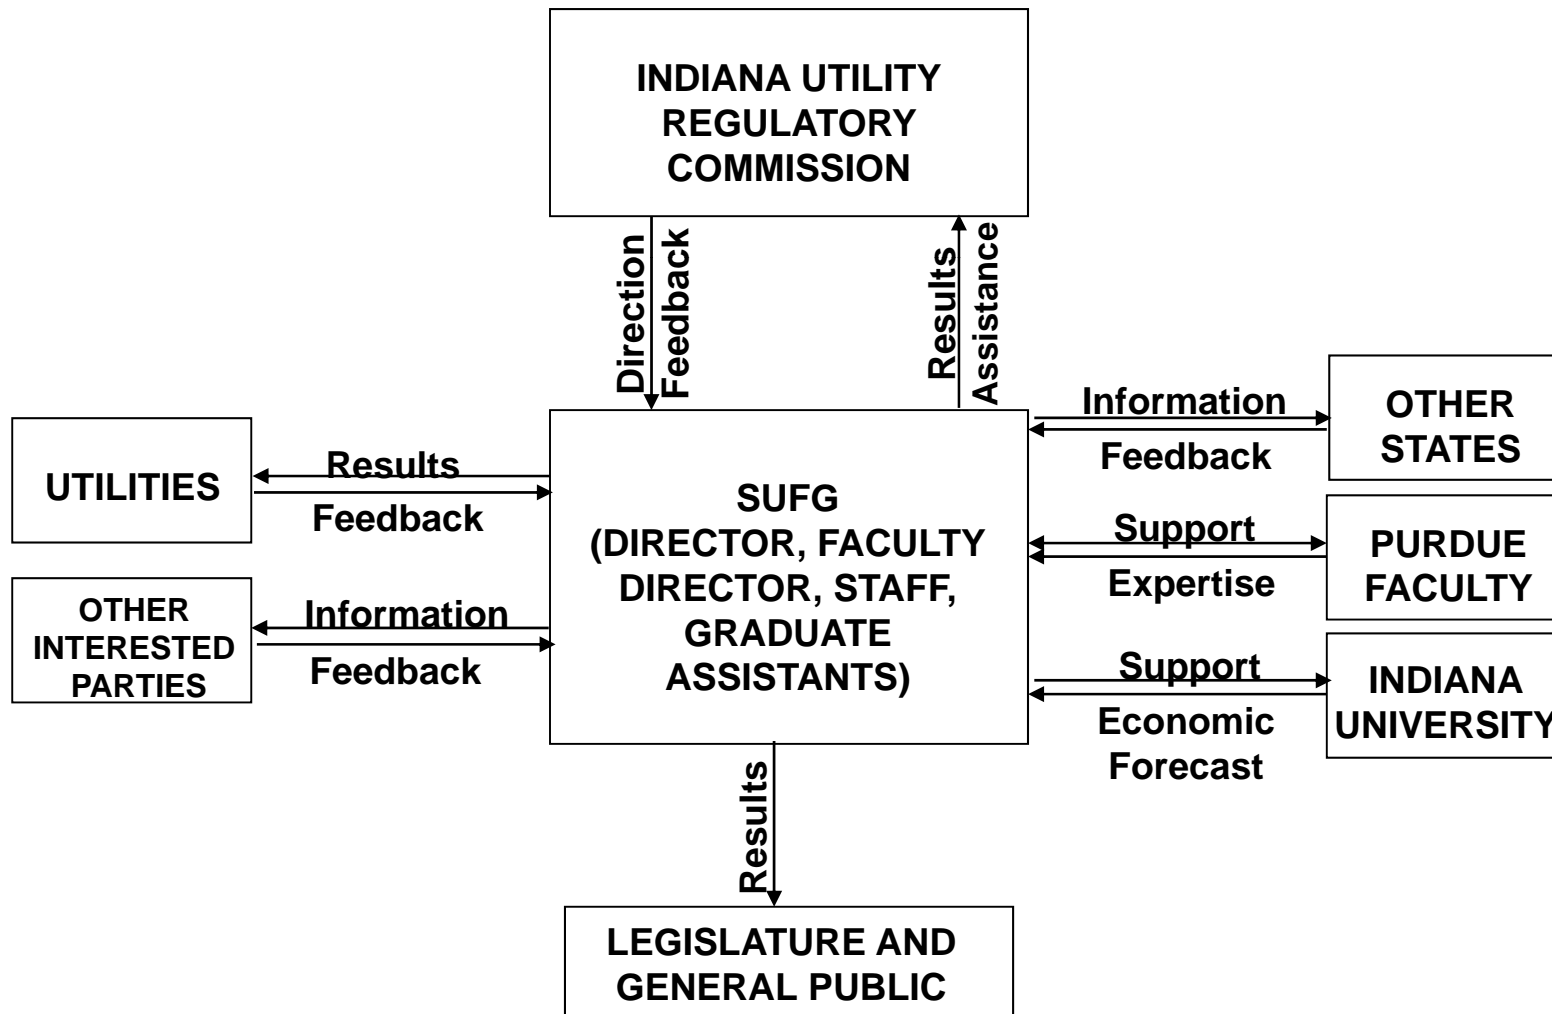 INDIANA UTILITY
REGULATORY
COMMISSION
Direction
Feedback
Results
Assistance
UTILITIES
Results
Feedback
OTHER
INTERESTED
PARTIES
Information
Feedback
SUFG
(DIRECTOR, FACULTY
DIRECTOR, STAFF,
GRADUATE
ASSISTANTS)
Information
Feedback
OTHER
STATES
Support
Expertise
PURDUE
FACULTY
Support
Economic
Forecast
INDIANA
UNIVERSITY
Results
LEGISLATURE AND
GENERAL PUBLIC